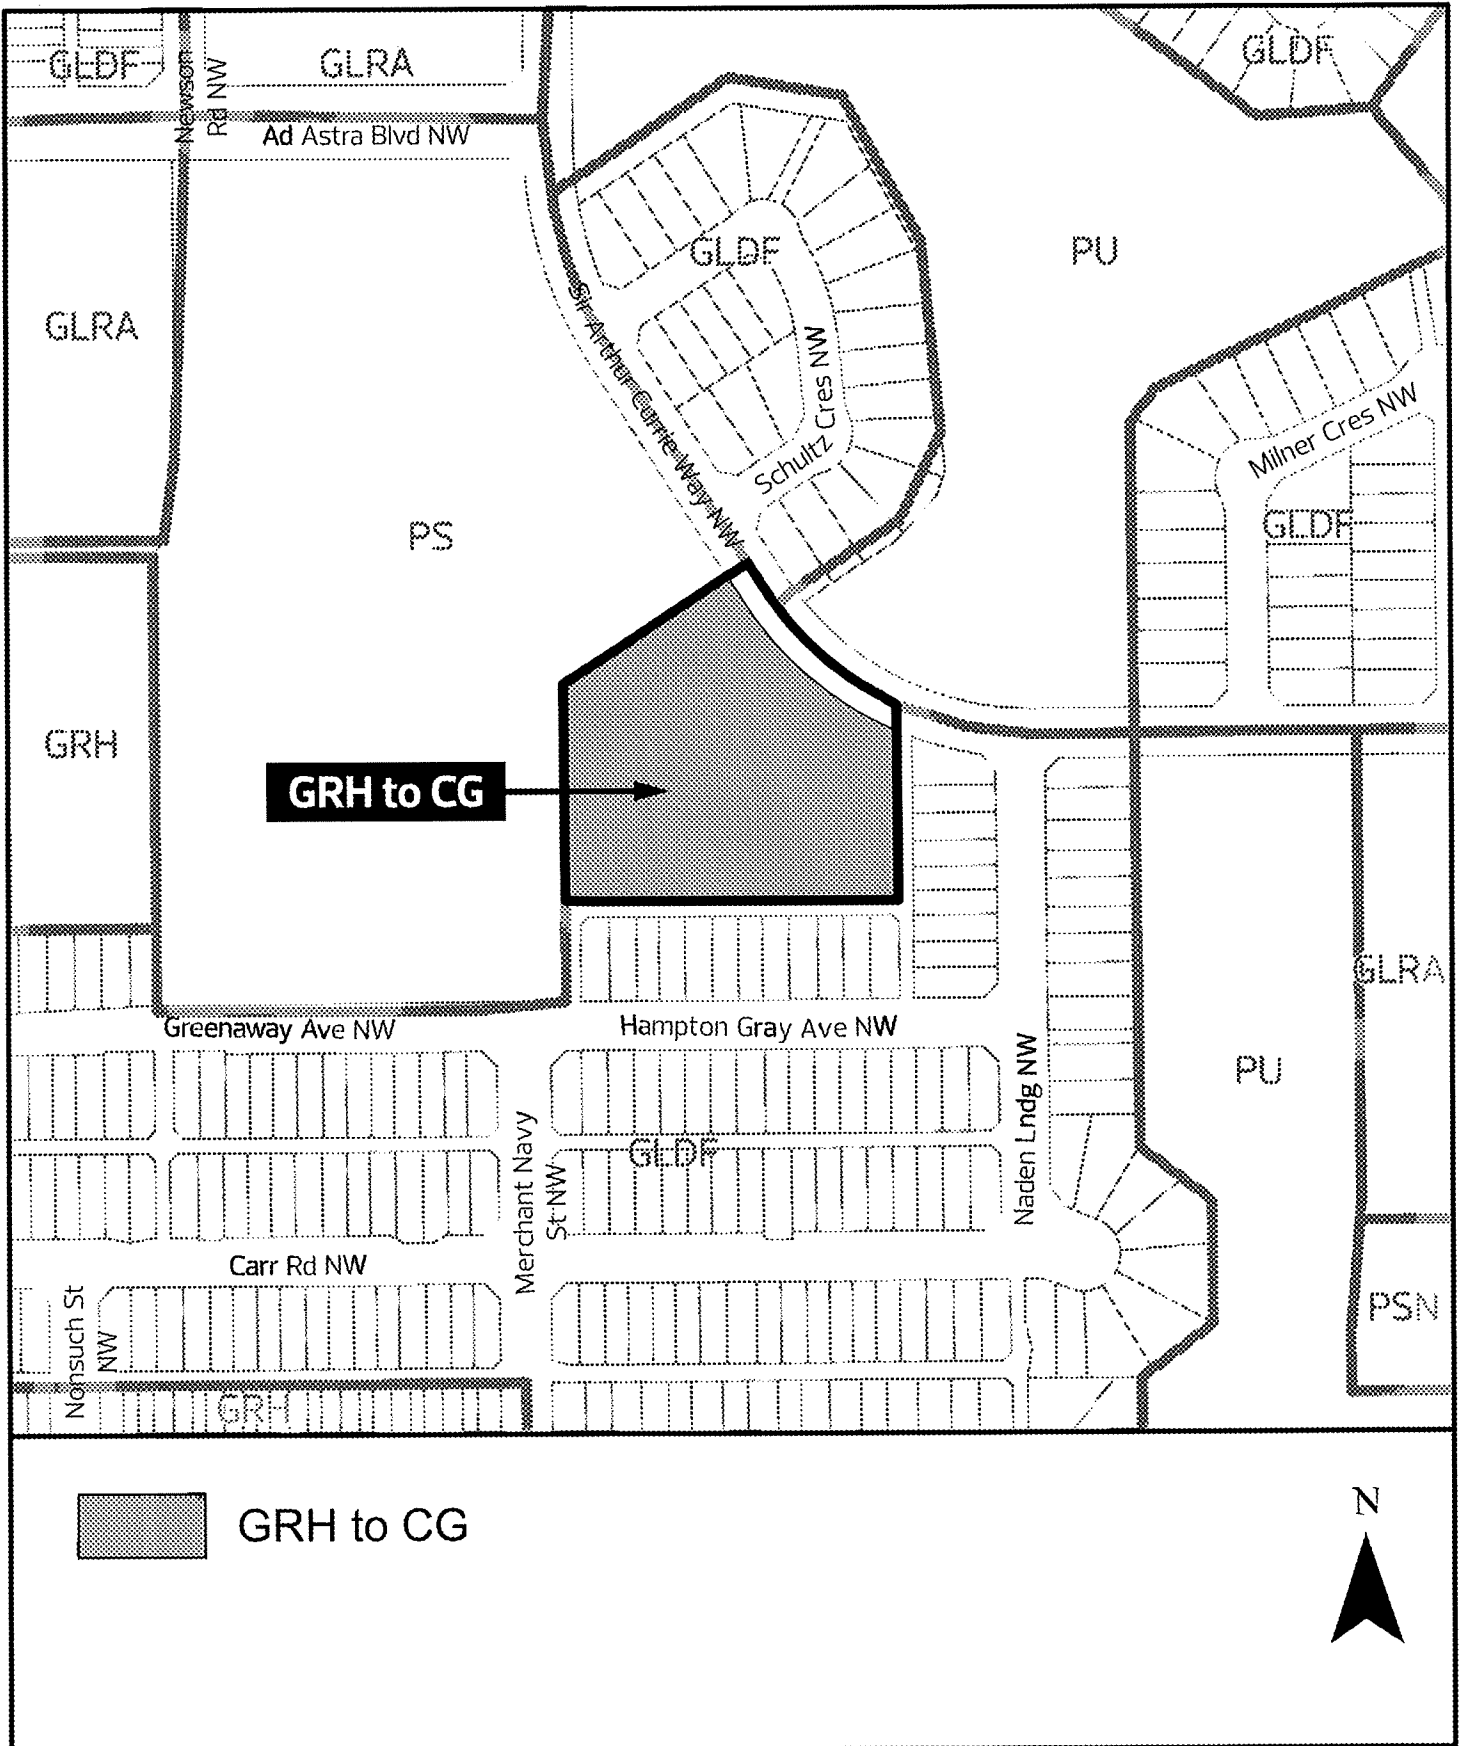 GLDF
Newson
Rd NW
GLRA
GLDF
Ad Astra Blvd NW
GLDF
PU
GLRA
Sir Arthur Currie Way NW
Schultz Cres NW
Milner Cres NW
PS
GLDF
GRH
GRH to CG
GLRA
Greenaway Ave NW
Hampton Gray Ave NW
PU
Naden Lndg NW
Merchant Navy
St NW
GLDF
Carr Rd NW
Nonsuch St
NW
PSN
GRH
GRH to CG
N